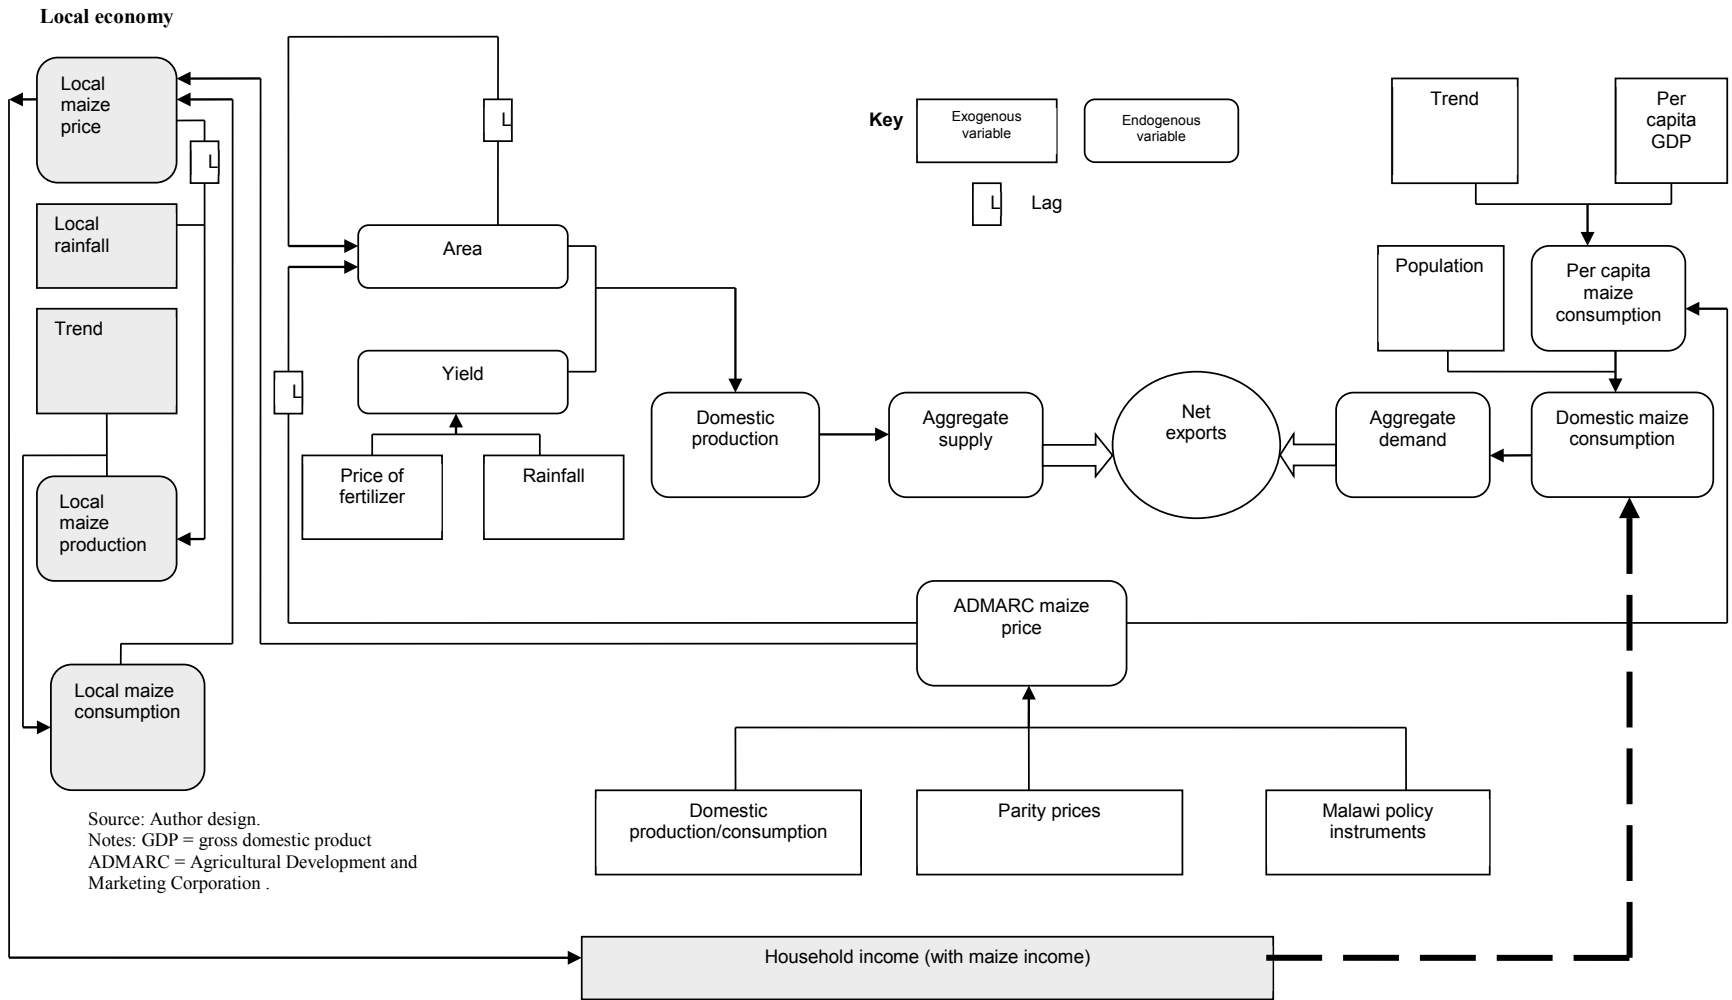 Local economy
Local
maize
price
L
Local
rainfall
Trend
Local
maize
production
Local maize
consumption
L
Area
Yield
L
Price of
fertilizer
Rainfall
Domestic
production
Aggregate
supply
Net
exports
Aggregate
demand
Domestic maize
consumption
Key
Exogenous
variable
Endogenous
variable
L
Lag
Trend
Per
capita
GDP
Population
Per capita
maize
consumption
ADMARC maize
price
Domestic
production/consumption
Parity prices
Malawi policy
instruments
Source: Author design.
Notes: GDP = gross domestic product
ADMARC = Agricultural Development and
Marketing Corporation .
Household income (with maize income)